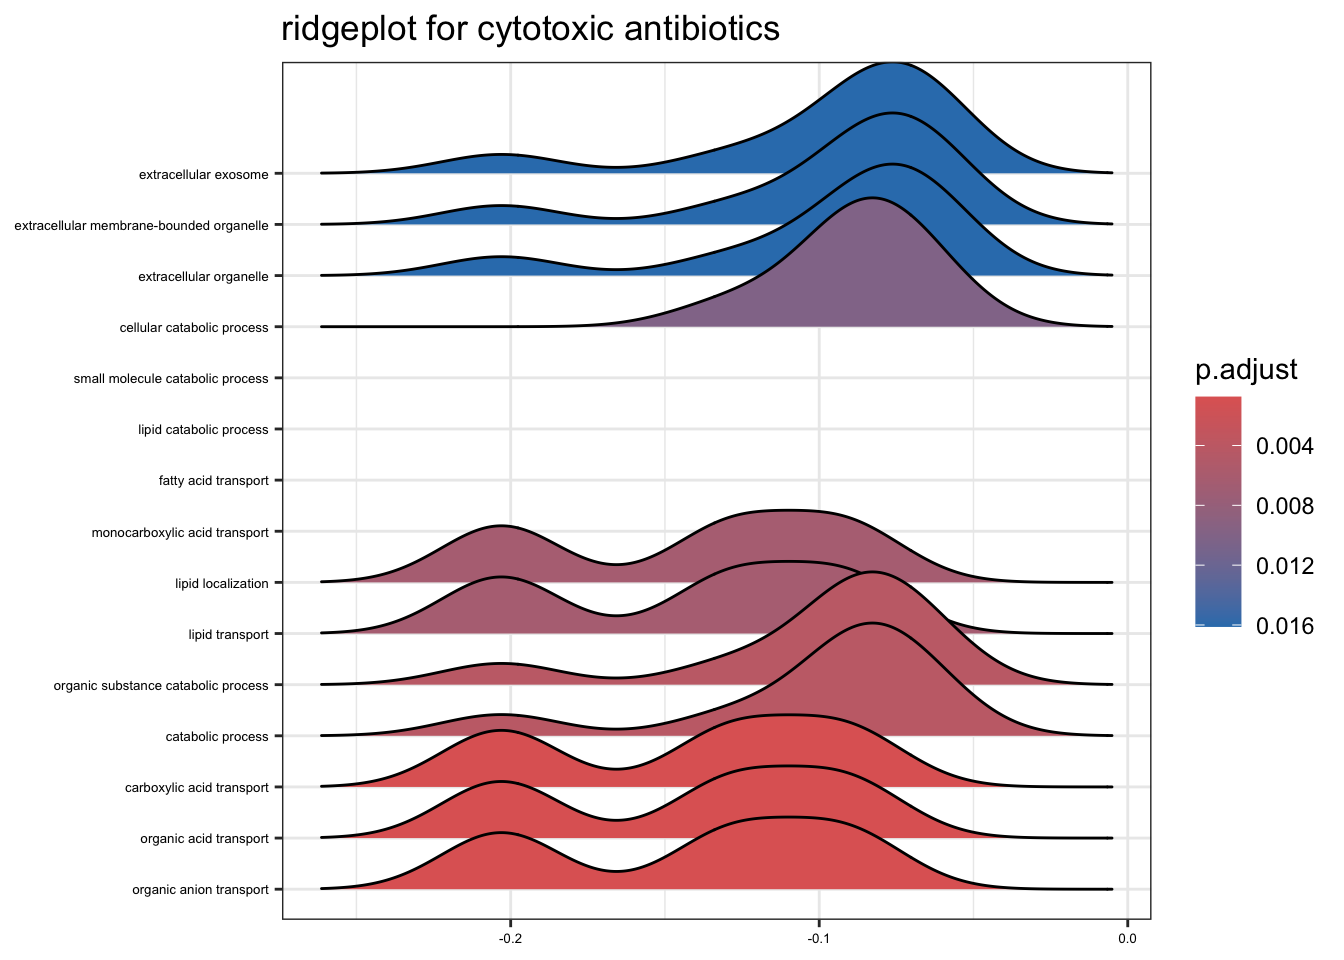 ridgeplot for cytotoxic antibiotics
extracellular exosome
extracellular membrane-bounded organelle
extracellular organelle
cellular catabolic process
small molecule catabolic process
lipid catabolic process
fatty acid transport
monocarboxylic acid transport
lipid localization
lipid transport
organic substance catabolic process
catabolic process
carboxylic acid transport
organic acid transport
organic anion transport
-0.2
-0.1
0.0
p.adjust
0.004
0.008
0.012
0.016